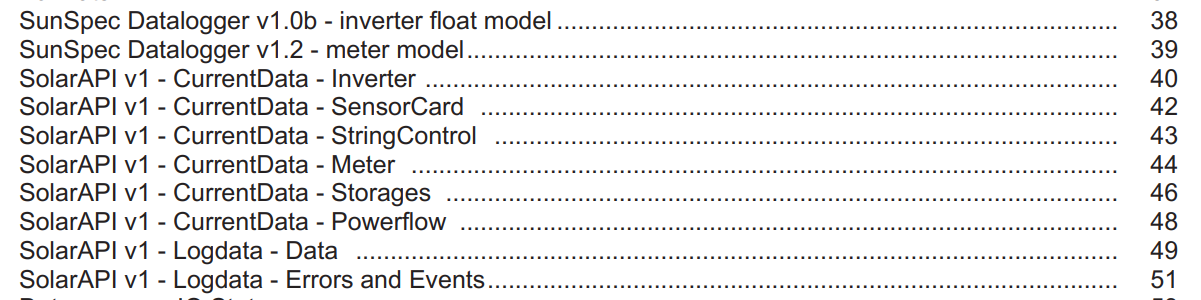 SunSpec Datalogger v1.0b - inverter float model ........................................................ 38
SunSpec Datalogger v1.2 - meter model........................................................ 39
SolarAPI v1 - CurrentData - Inverter ........................................................ 40
SolarAPI v1 - CurrentData - SensorCard ........................................................ 42
SolarAPI v1 - CurrentData - StringControl ........................................................ 43
SolarAPI v1 - CurrentData - Meter ........................................................ 44
SolarAPI v1 - CurrentData - Storages ........................................................ 46
SolarAPI v1 - CurrentData - Powerflow ........................................................ 48
SolarAPI v1 - Logdata - Data ........................................................ 49
SolarAPI v1 - Logdata - Errors and Events........................................................ 51